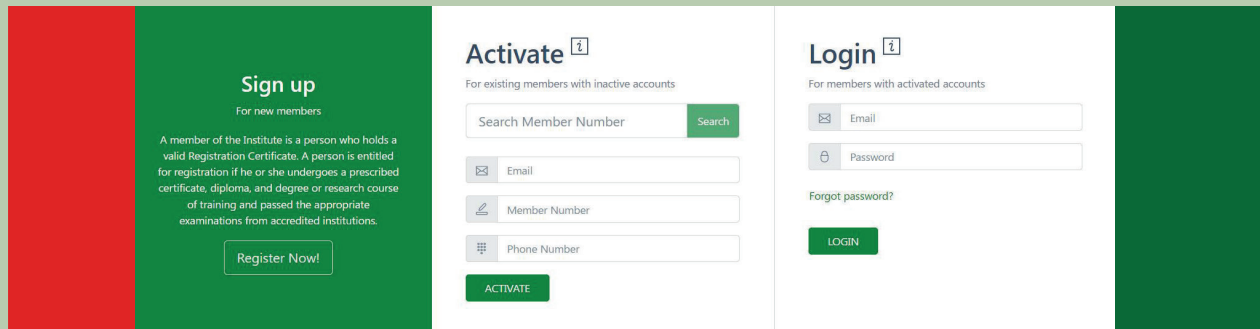 Sign up
For new members
A member of the Institute is a person who holds a
valid Registration Certificate. A person is entitled
for registration if he or she undergoes a prescribed
certificate, diploma, and degree or research course
of training and passed the appropriate
examinations from accredited institutions.
Register Now!
Activate i
For existing members with inactive accounts
Search Member Number Search
Email
Member Number
Phone Number
ACTIVATE
Login i
For members with activated accounts
Email
Password
Forgot password?
LOGIN